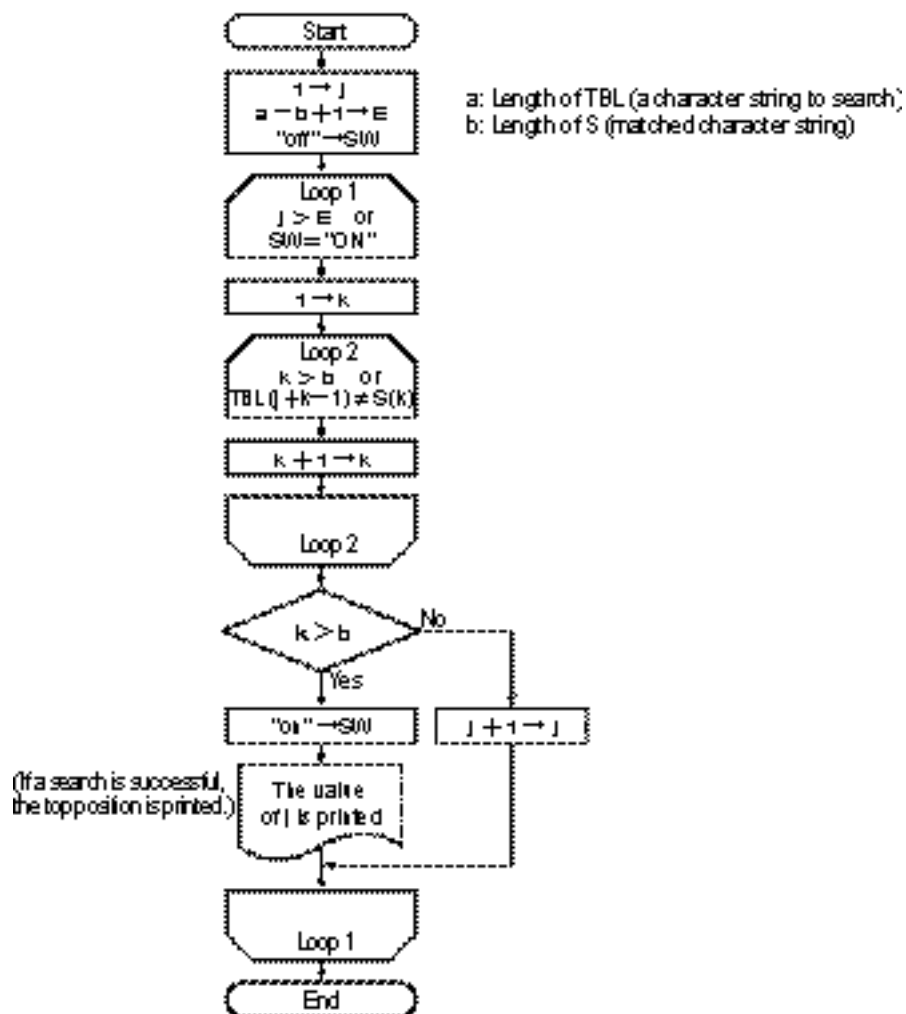 Start
1 → j
a - b + 1 → E
"off" → SW
a: Length of TBL (a character string to search)
b: Length of S (matched character string)
Loop 1
j > E or
SW = "ON"
1 → k
Loop 2
k > b or
TBL(j + k - 1) ≠ S(k)
k + 1 → k
Loop 2
k > b
No
Yes
"on" → SW
j + 1 → j
(If a search is successful,
the top position is printed.)
The value
of j is printed
Loop 1
End